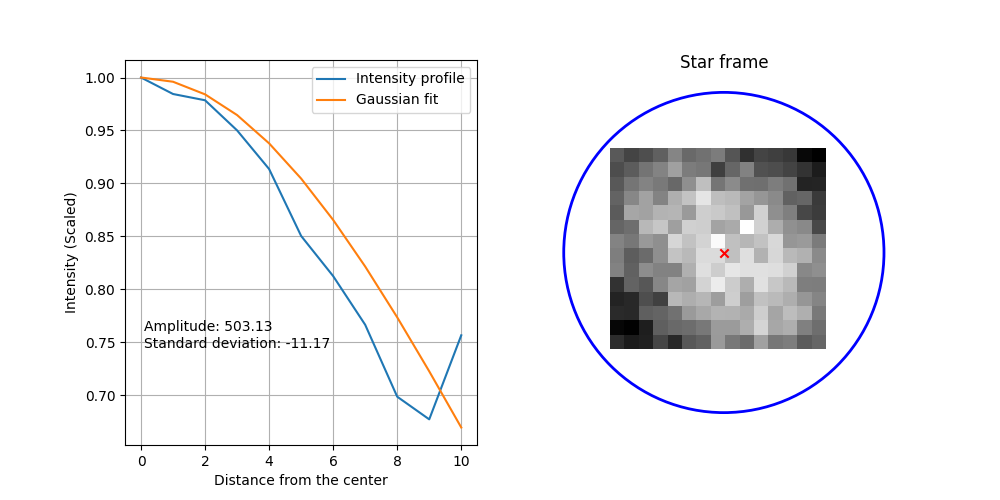 Star frame
Intensity profile
Gaussian fit
1.00
0.95
0.90
0.85
0.80
0.75
0.70
Intensity (Scaled)
Amplitude: 503.13
Standard deviation: -11.17
0 2 4 6 8 10
Distance from the center